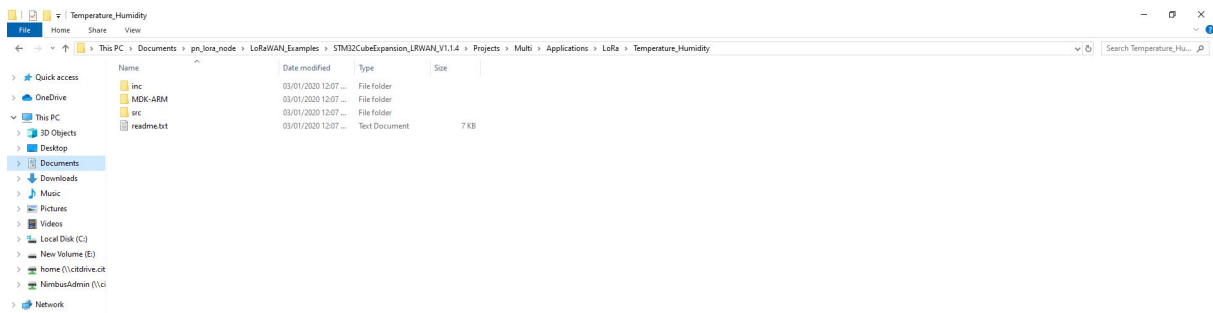 Temperature_Humidity
File Home Share View
This PC > Documents > pn_lora_node > LoRaWAN_Examples > STM32CubeExpansion_LRWAN_V1.1.4 > Projects > Multi > Applications > LoRa > Temperature_Humidity
Search Temperature_Hu...
Quick access
OneDrive
This PC
3D Objects
Desktop
Documents
Downloads
Music
Pictures
Videos
Local Disk (C:)
New Volume (E:)
home (\\citdrive.cit
NimbusAdmin (\\ci
Network
Name Date modified Type Size
inc 03/01/2020 12:07 ... File folder
MDK-ARM 03/01/2020 12:07 ... File folder
src 03/01/2020 12:07 ... File folder
readme.txt 03/01/2020 12:07 ... Text Document 7 KB